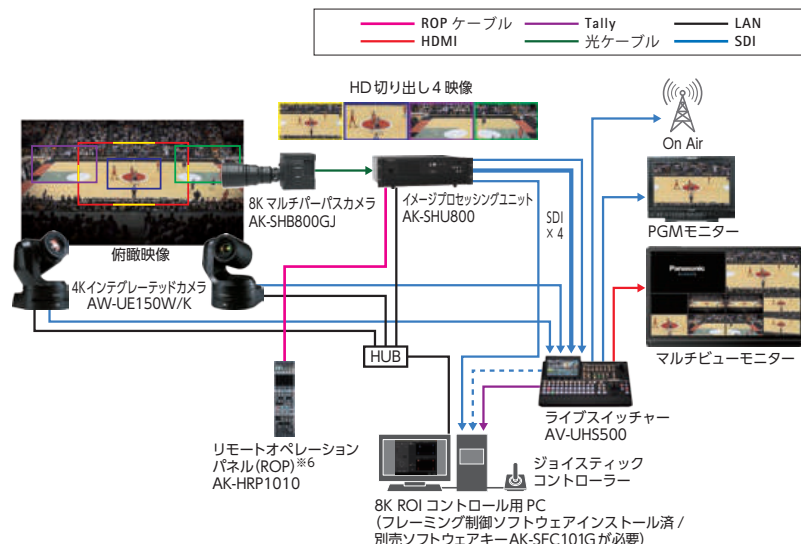 ROP ケーブル
Tally
LAN
HDMI
光ケーブル
SDI
HD切り出し4映像
On Air
8K マルチパーパスカメラ
AK-SHB800GJ
イメージプロセッシングユニット
AK-SHU800
SDI
×4
PGMモニター
俯瞰映像
4Kインテグレーテッドカメラ
AW-UE150W/K
Panasonic
マルチビューモニター
HUB
ライブスイッチャー
AV-UHS500
リモートオペレーション
パネル(ROP)※6
AK-HRP1010
ジョイスティック
コントローラー
8K ROI コントロール用 PC
(フレーミング制御ソフトウェアインストール済 /
別売ソフトウェアキーAK-SFC101Gが必要)